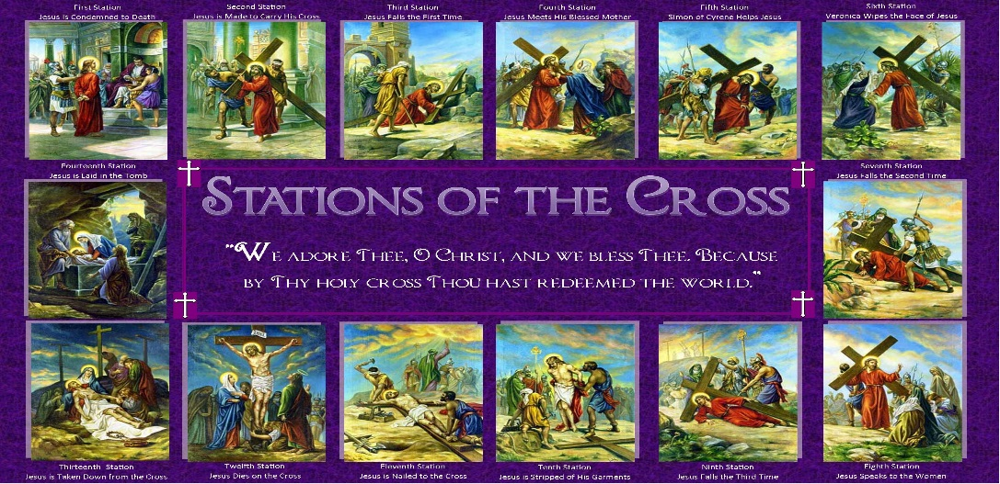 First Station
Jesus is Condemned to Death
Second Station
Jesus is Made to Carry His Cross
Third Station
Jesus Falls the First Time
Fourth Station
Jesus Meets His Blessed Mother
Fifth Station
Simon of Cyrene Helps Jesus
Sixth Station
Veronica Wipes the Face of Jesus
Fourteenth Station
Jesus is Laid in the Tomb
STATIONS OF THE CROSS
"WE ADORE THEE, O CHRIST, AND WE BLESS THEE. BECAUSE
BY THY HOLY CROSS THOU HAST REDEEMED THE WORLD."
Seventh Station
Jesus Falls the Second Time
Thirteenth Station
Jesus is Taken Down from the Cross
Twelfth Station
Jesus Dies on the Cross
Eleventh Station
Jesus is Nailed to the Cross
Tenth Station
Jesus is Stripped of His Garments
Ninth Station
Jesus Falls the Third Time
Eighth Station
Jesus Speaks to the Women